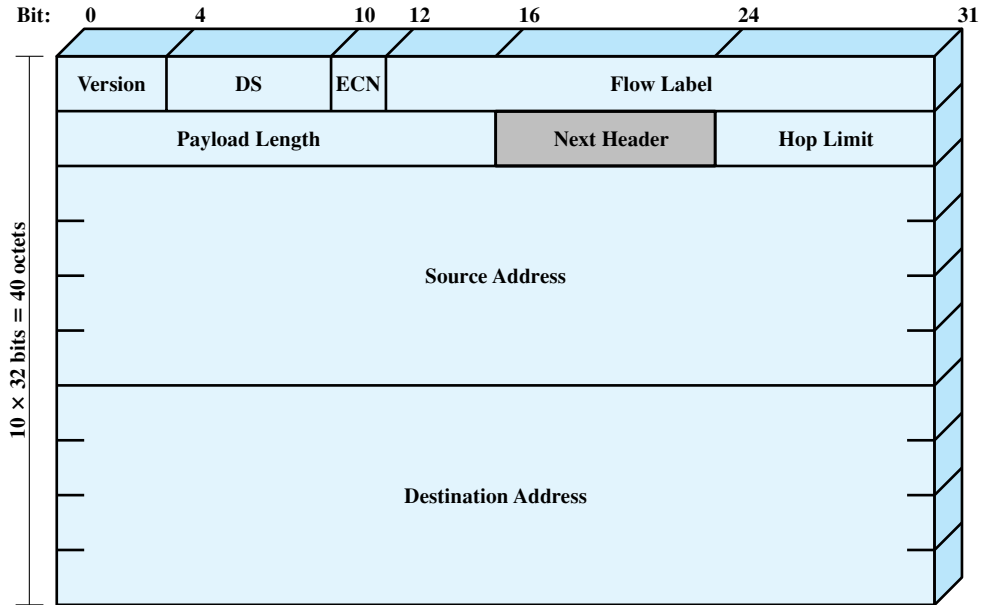 Bit: 0 4 10 12 16 24 31
Version DS ECN Flow Label
Payload Length Next Header Hop Limit
Source Address
10 × 32 bits = 40 octets
Destination Address